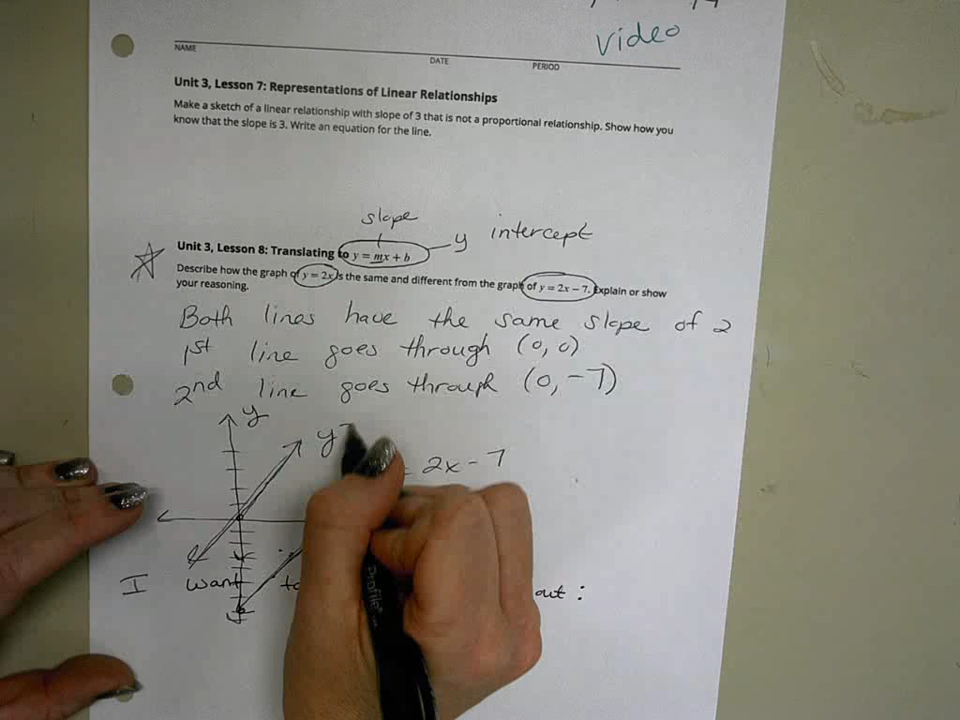 video
NAME
DATE
PERIOD
Unit 3, Lesson 7: Representations of Linear Relationships
Make a sketch of a linear relationship with slope of 3 that is not a proportional relationship. Show how you
know that the slope is 3. Write an equation for the line.
slope
y intercept
Unit 3, Lesson 8: Translating to y = mx + b
Describe how the graph of y = 2x is the same and different from the graph of y = 2x − 7. Explain or show
your reasoning.
Both lines have the same slope of 2
1st line goes through (0, 0)
2nd line goes through (0, -7)
y
y
= 2x - 7
I want out :
Profile